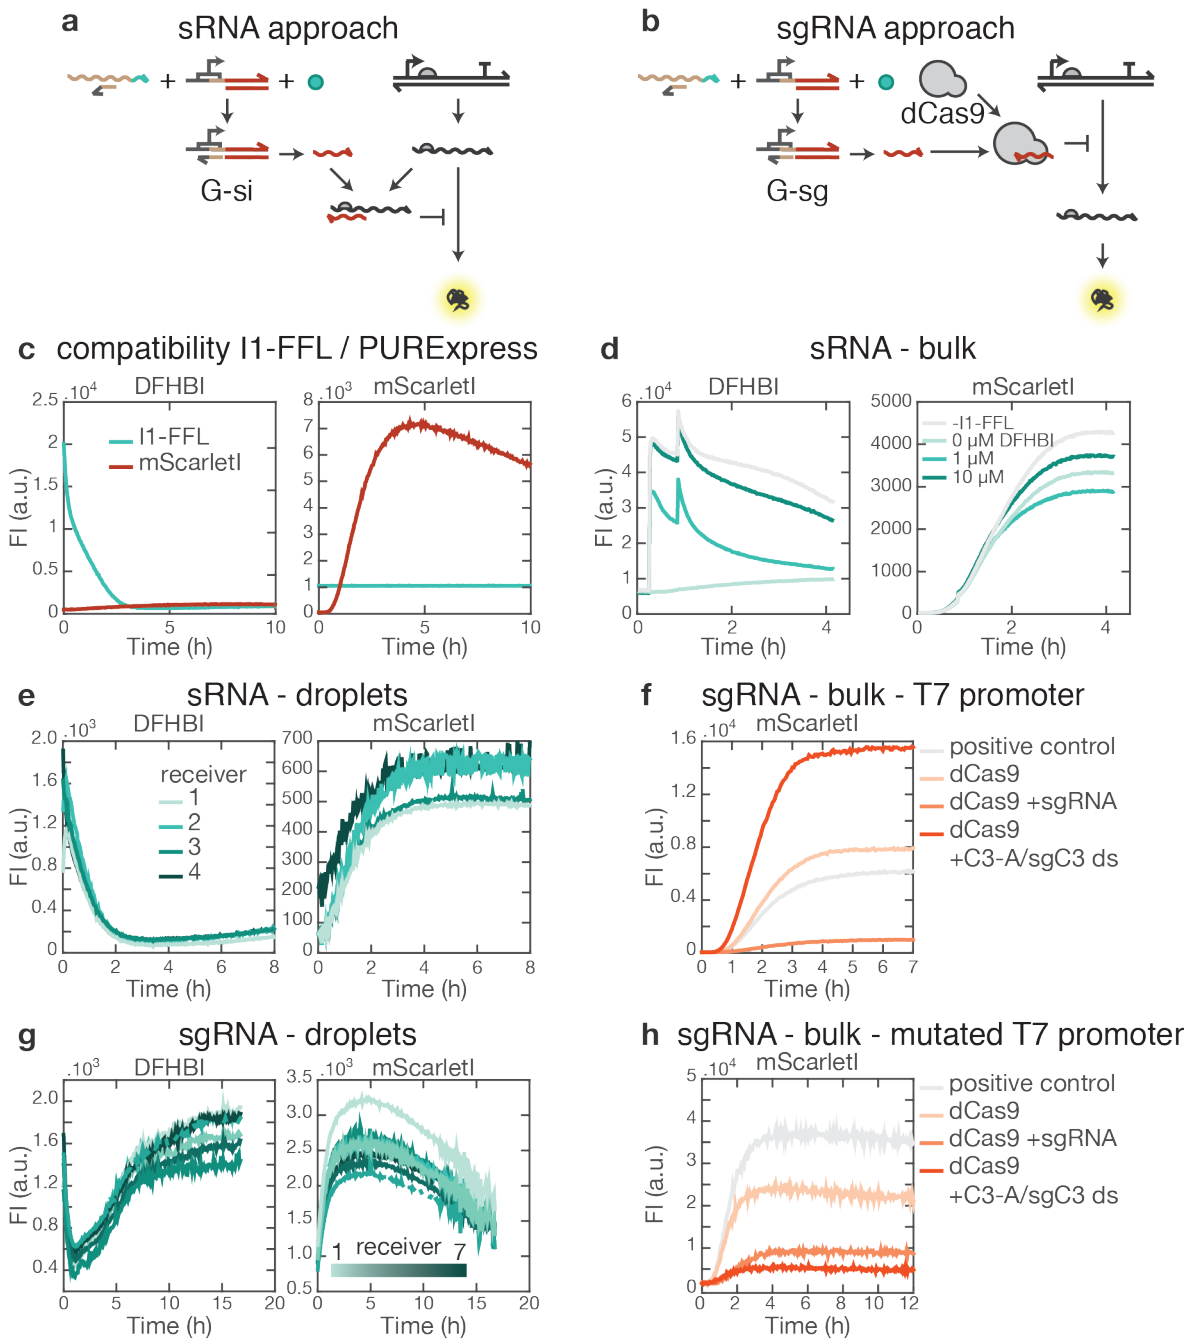 a sRNA approach
b sgRNA approach
+ +
G-si
+ +
dCas9
G-sg
c compatibility I1-FFL / PURExpress
DFHBI
.10⁴
2.5
2
1.5
1
0.5
0
0 5 10
FI (a.u.)
Time (h)
I1-FFL
mScarletI
mScarletI
.10³
8
7
6
5
4
3
2
1
0
0 5 10
Time (h)
d sRNA - bulk
DFHBI
.10⁴
6
5
4
3
2
1
0
0 2 4
FI (a.u.)
Time (h)
mScarletI
5000
4000
3000
2000
1000
0
0 2 4
Time (h)
-I1-FFL
0 µM DFHBI
1 µM
10 µM
e sRNA - droplets
DFHBI
.10³
2.0
1.6
1.2
0.8
0.4
0
0 2 4 6 8
FI (a.u.)
Time (h)
receiver
1
2
3
4
mScarletI
700
600
500
400
300
200
100
0
0 2 4 6 8
Time (h)
f sgRNA - bulk - T7 promoter
mScarletI
.10⁴
1.6
1.2
0.8
0.4
0
0 1 2 3 4 5 6 7
FI (a.u.)
Time (h)
positive control
dCas9
dCas9 +sgRNA
dCas9
+C3-A/sgC3 ds
g sgRNA - droplets
DFHBI
.10³
2.0
1.6
1.2
0.8
0.4
0 5 10 15 20
FI (a.u.)
Time (h)
mScarletI
.10³
3.5
3.0
2.5
2.0
1.5
1.0
0.5
0 5 10 15 20
Time (h)
1 receiver 7
h sgRNA - bulk - mutated T7 promoter
mScarletI
.10⁴
5
4
3
2
1
0
0 2 4 6 8 10 12
FI (a.u.)
Time (h)
positive control
dCas9
dCas9 +sgRNA
dCas9
+C3-A/sgC3 ds